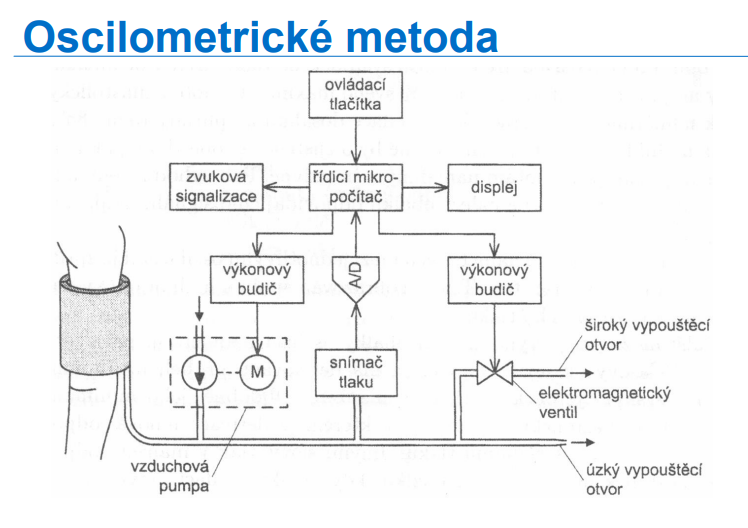 Oscilometrické metoda
ovládací
tlačítka
zvuková
signalizace
řídicí mikro-
počítač
displej
výkonový
budič
A/D
výkonový
budič
široký vypouštěcí
otvor
snímač
tlaku
M
elektromagnetický
ventil
vzduchová
pumpa
úzký vypouštěcí
otvor